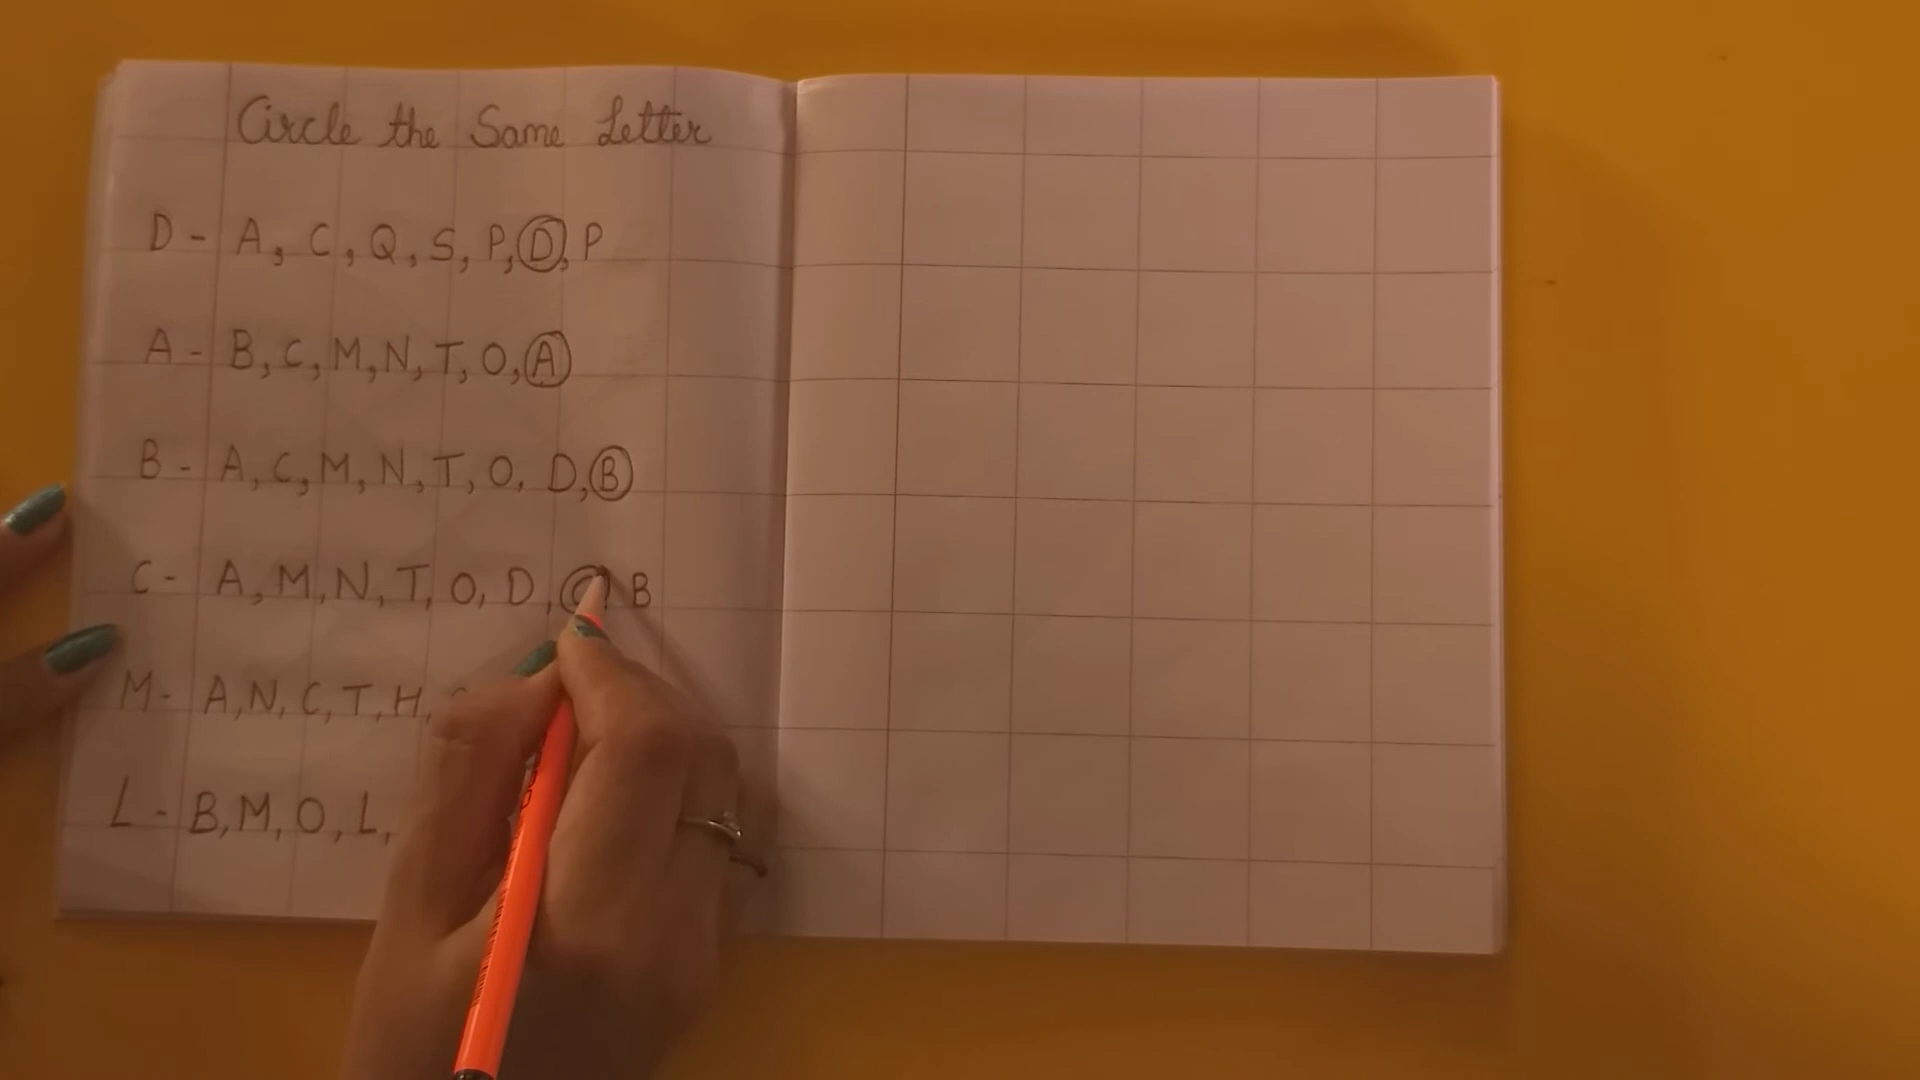 Circle the Same Letter
D - A, C, Q, S, P, D, P
A - B, C, M, N, T, O, A
B - A, C, M, N, T, O, D, B
C - A, M, N, T, O, D, C, B
M - A, N, C, T, H,
L - B, M, O, L,